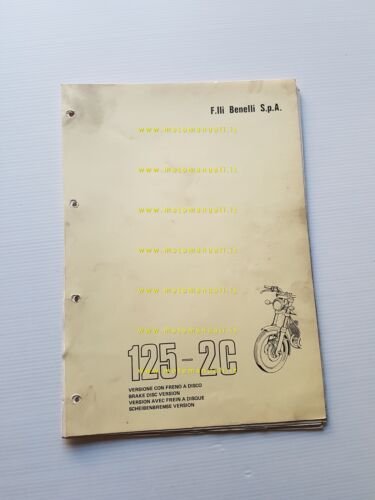 F.lli Benelli S.p.A.
www.motomanuali.it
www.motomanuali.it
www.motomanuali.it
www.motomanuali.it
www.motomanuali.it
www.motomanuali.it
125-2C
VERSIONE CON FRENO A DISCO
BRAKE DISC VERSION
VERSION AVEC FREIN A DISQUE
SCHEIBENBREMSE VERSION